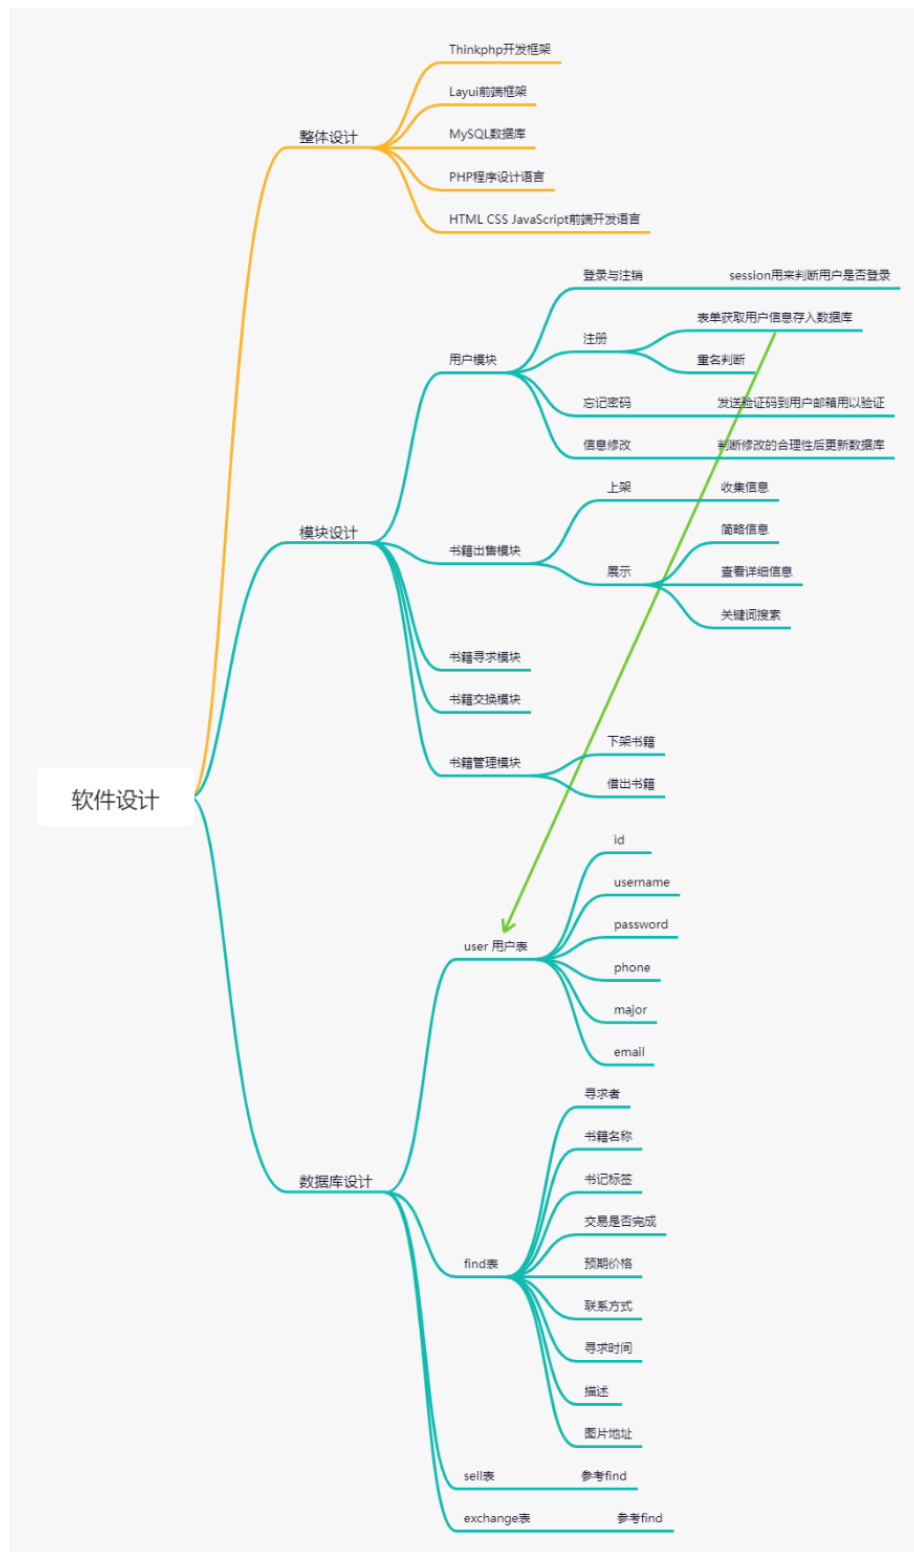 Thinkphp开发框架
Layui前端框架
整体设计
MySQL数据库
PHP程序设计语言
HTML CSS JavaScript前端开发语言
登录与注销
session用来判断用户是否登录
表单获取用户信息存入数据库
注册
用户模块
重名判断
忘记密码
发送验证码到用户邮箱用以验证
信息修改
判断修改的合理性后更新数据库
上架
收集信息
模块设计
简略信息
书籍出售模块
展示
查看详细信息
关键词搜索
书籍寻求模块
书籍交换模块
下架书籍
书籍管理模块
借出书籍
软件设计
id
username
password
user 用户表
phone
major
email
寻求者
书籍名称
书记标签
数据库设计
交易是否完成
find表
预期价格
联系方式
寻求时间
描述
图片地址
sell表
参考find
exchange表
参考find